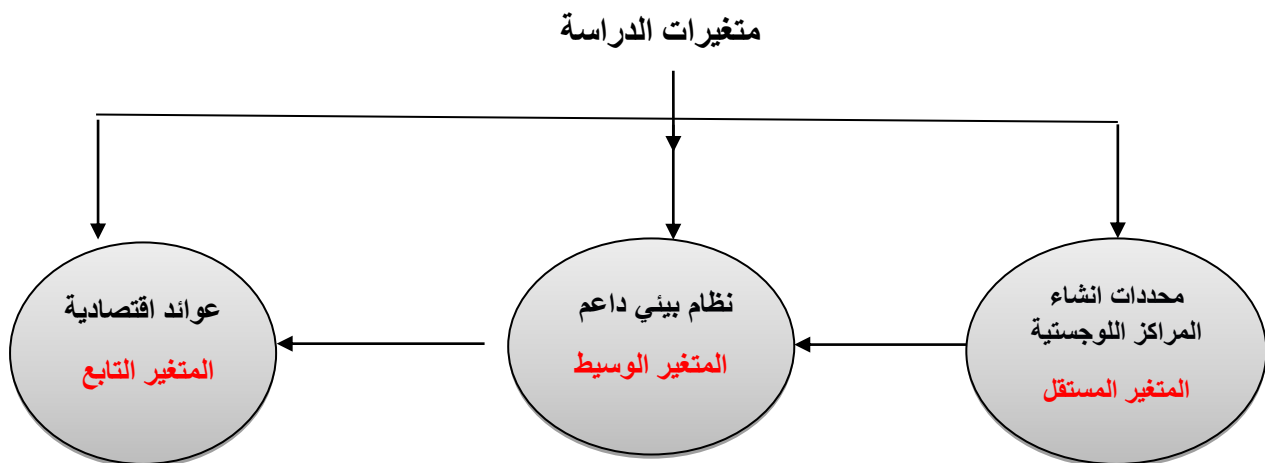 متغيرات الدراسة
محددات انشاء
المراكز اللوجستية
المتغير المستقل
نظام بيئي داعم
المتغير الوسيط
عوائد اقتصادية
المتغير التابع